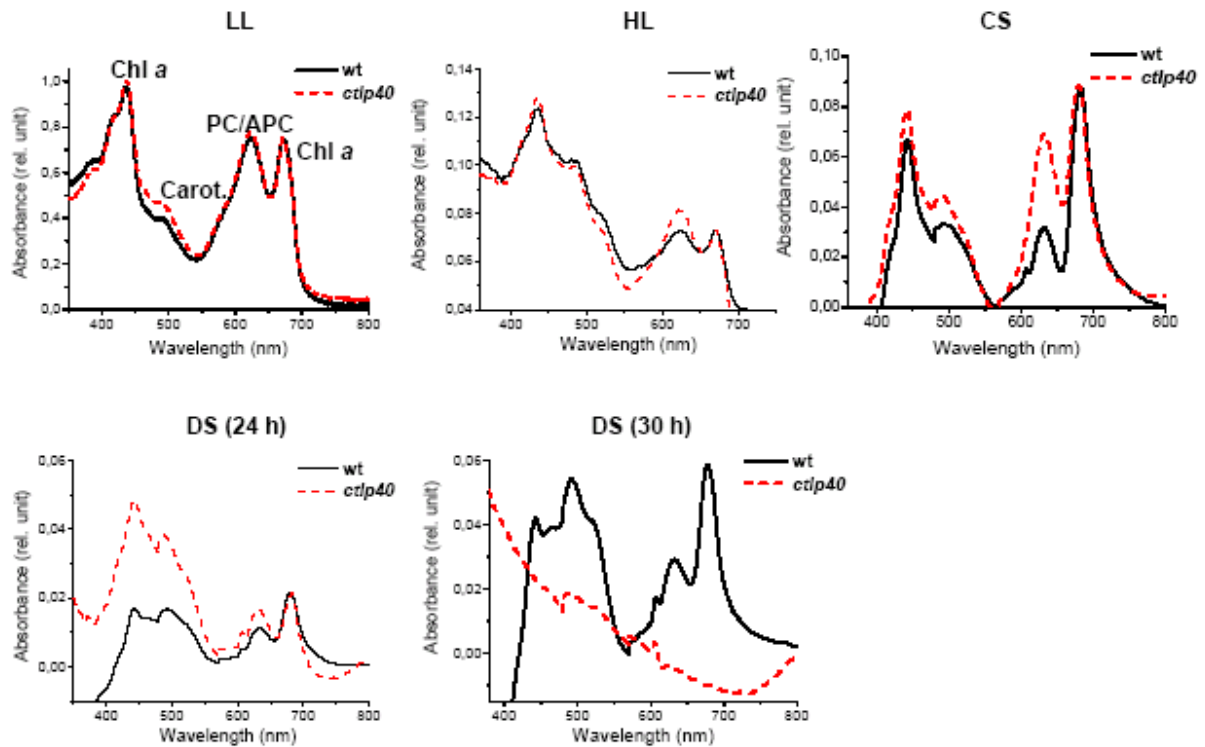 LL
Absorbance (rel. unit)
1,0
0,8
0,6
0,4
0,2
0,0
Chl a
Carot.
PC/APC
Chl a
wt
ctlp40
400 500 600 700 800
Wavelength (nm)
HL
Absorbance (rel. unit)
0,14
0,12
0,10
0,08
0,06
0,04
wt
ctlp40
400 500 600 700
Wavelength (nm)
CS
Absorbance (rel. unit)
0,10
0,08
0,06
0,04
0,02
0,00
wt
ctlp40
400 500 600 700 800
Wavelength (nm)
DS (24 h)
Absorbance (rel. unit)
0,06
0,04
0,02
0,00
wt
ctlp40
400 500 600 700 800
Wavelength (nm)
DS (30 h)
Absorbance (rel. unit)
0,06
0,04
0,02
0,00
wt
ctlp40
400 500 600 700 800
Wavelength (nm)